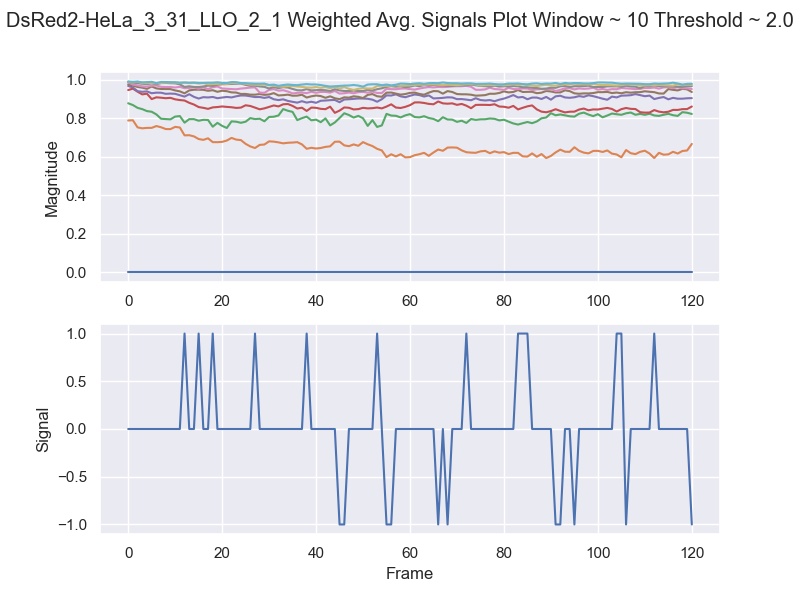 DsRed2-HeLa_3_31_LLO_2_1 Weighted Avg. Signals Plot Window ~ 10 Threshold ~ 2.0
1.0
0.8
0.6
0.4
0.2
0.0
Magnitude
0 20 40 60 80 100 120
1.0
0.5
0.0
−0.5
−1.0
Signal
0 20 40 60 80 100 120
Frame